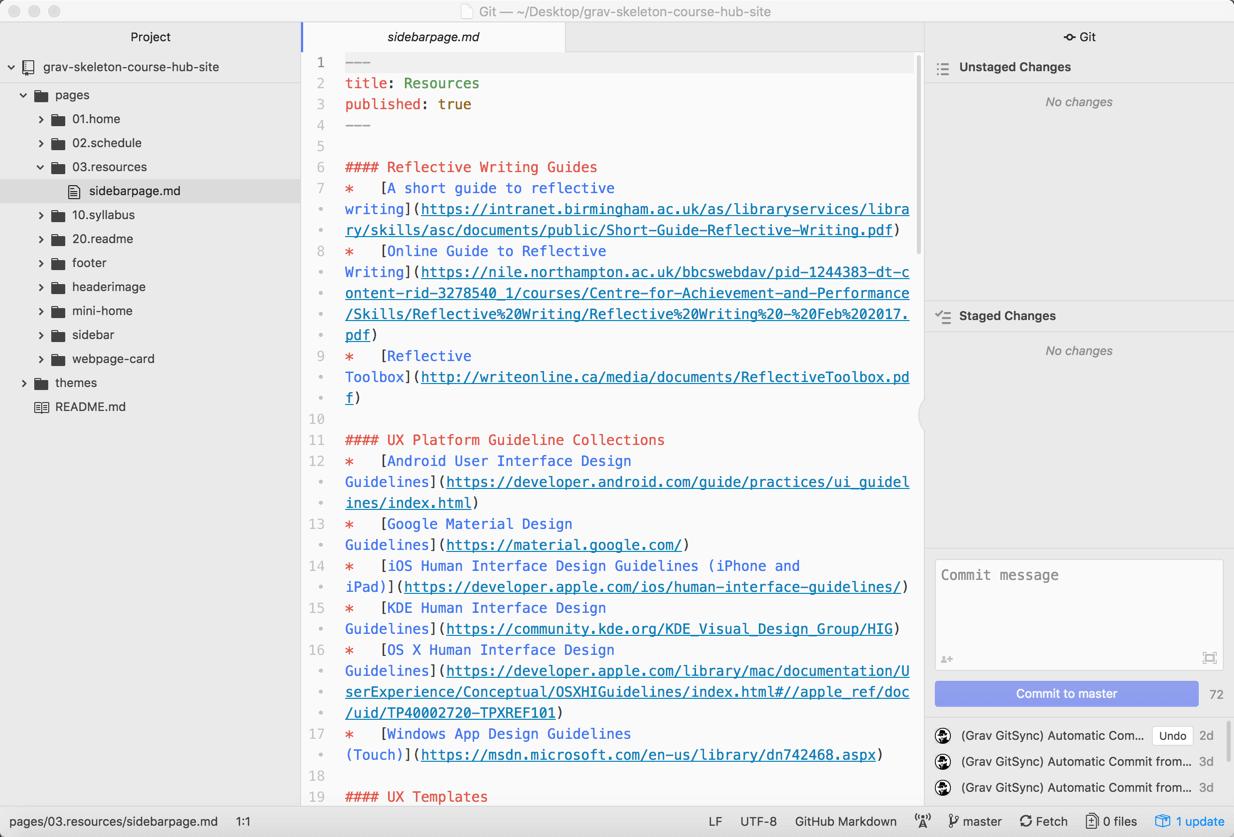 Git — ~/Desktop/grav-skeleton-course-hub-site
Project
grav-skeleton-course-hub-site
pages
01.home
02.schedule
03.resources
sidebarpage.md
10.syllabus
20.readme
footer
headerimage
mini-home
sidebar
webpage-card
themes
README.md
sidebarpage.md
1 ---
2 title: Resources
3 published: true
4 ---
5
6 #### Reflective Writing Guides
7 *   [A short guide to reflective
• writing](https://intranet.birmingham.ac.uk/as/libraryservices/libra
• ry/skills/asc/documents/public/Short-Guide-Reflective-Writing.pdf)
8 *   [Online Guide to Reflective
• Writing](https://nile.northampton.ac.uk/bbcswebdav/pid-1244383-dt-c
• ontent-rid-3278540_1/courses/Centre-for-Achievement-and-Performance
• /Skills/Reflective%20Writing/Reflective%20Writing%20-%20Feb%202017.
• pdf)
9 *   [Reflective
• Toolbox](http://writeonline.ca/media/documents/ReflectiveToolbox.pd
• f)
10
11 #### UX Platform Guideline Collections
12 *   [Android User Interface Design
• Guidelines](https://developer.android.com/guide/practices/ui_guidel
• ines/index.html)
13 *   [Google Material Design
• Guidelines](https://material.google.com/)
14 *   [iOS Human Interface Design Guidelines (iPhone and
• iPad)](https://developer.apple.com/ios/human-interface-guidelines/)
15 *   [KDE Human Interface Design
• Guidelines](https://community.kde.org/KDE_Visual_Design_Group/HIG)
16 *   [OS X Human Interface Design
• Guidelines](https://developer.apple.com/library/mac/documentation/U
• serExperience/Conceptual/OSXHIGuidelines/index.html#//apple_ref/doc
• /uid/TP40002720-TPXREF101)
17 *   [Windows App Design Guidelines
• (Touch)](https://msdn.microsoft.com/en-us/library/dn742468.aspx)
18
19 #### UX Templates
Git
Unstaged Changes
No changes
Staged Changes
No changes
Commit message
Commit to master 72
(Grav GitSync) Automatic Com... Undo 2d
(Grav GitSync) Automatic Commit from... 3d
(Grav GitSync) Automatic Commit from... 3d
pages/03.resources/sidebarpage.md 1:1 LF UTF-8 GitHub Markdown master Fetch 0 files 1 update